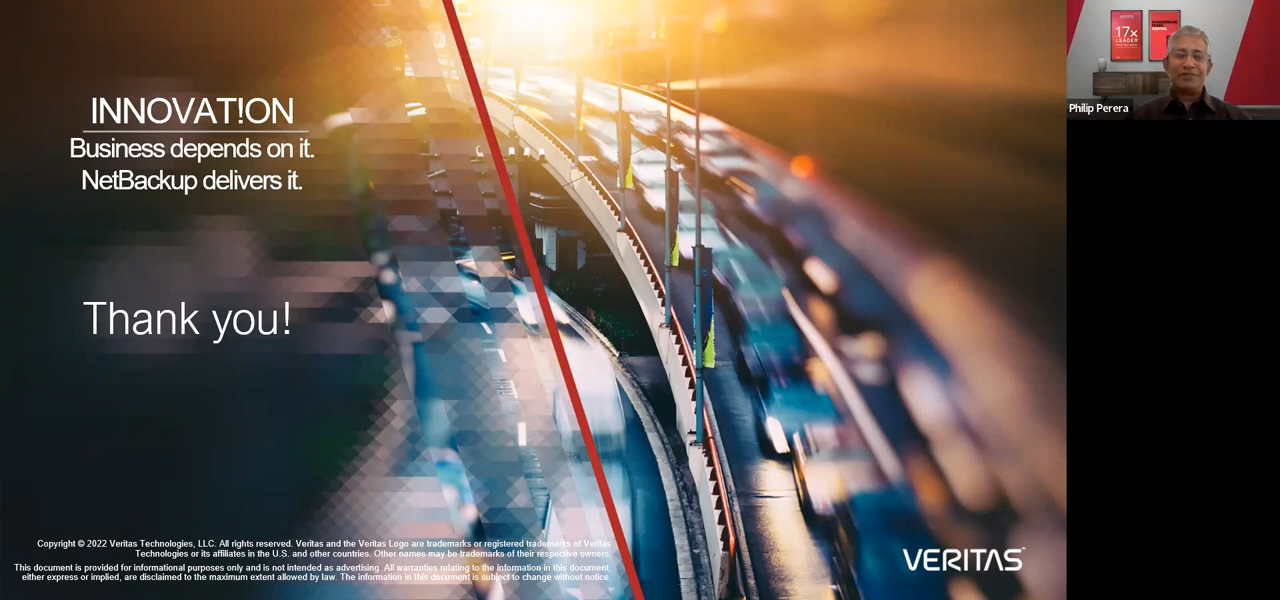 INNOVAT!ON
Business depends on it.
NetBackup delivers it.
Thank you!
Copyright © 2022 Veritas Technologies, LLC. All rights reserved. Veritas and the Veritas Logo are trademarks or registered trademarks of Veritas
Technologies or its affiliates in the U.S. and other countries. Other names may be trademarks of their respective owners.
This document is provided for informational purposes only and is not intended as advertising. All warranties relating to the information in this document,
either express or implied, are disclaimed to the maximum extent allowed by law. The information in this document is subject to change without notice.
VERITAS™
17x
LEADER
Philip Perera